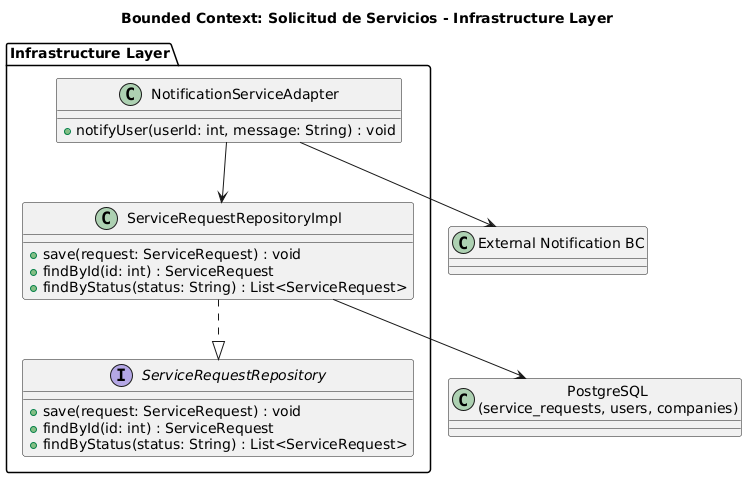 Bounded Context: Solicitud de Servicios - Infrastructure Layer
Infrastructure Layer
C NotificationServiceAdapter
notifyUser(userId: int, message: String) : void
C ServiceRequestRepositoryImpl
save(request: ServiceRequest) : void
findById(id: int) : ServiceRequest
findByStatus(status: String) : List<ServiceRequest>
C External Notification BC
I ServiceRequestRepository
save(request: ServiceRequest) : void
findById(id: int) : ServiceRequest
findByStatus(status: String) : List<ServiceRequest>
C PostgreSQL
(service_requests, users, companies)